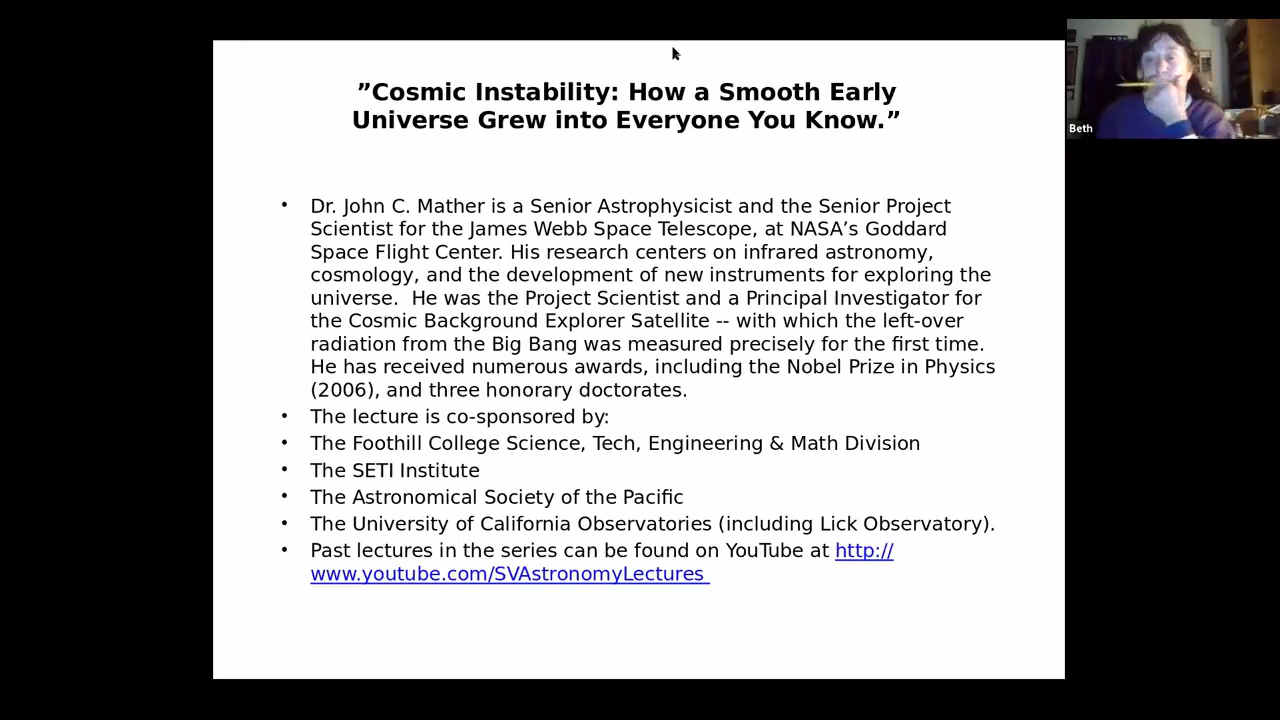 ”Cosmic Instability: How a Smooth Early
Universe Grew into Everyone You Know.”
Beth
• Dr. John C. Mather is a Senior Astrophysicist and the Senior Project
Scientist for the James Webb Space Telescope, at NASA’s Goddard
Space Flight Center. His research centers on infrared astronomy,
cosmology, and the development of new instruments for exploring the
universe.  He was the Project Scientist and a Principal Investigator for
the Cosmic Background Explorer Satellite -- with which the left-over
radiation from the Big Bang was measured precisely for the first time.
He has received numerous awards, including the Nobel Prize in Physics
(2006), and three honorary doctorates.
• The lecture is co-sponsored by:
• The Foothill College Science, Tech, Engineering & Math Division
• The SETI Institute
• The Astronomical Society of the Pacific
• The University of California Observatories (including Lick Observatory).
• Past lectures in the series can be found on YouTube at http://
www.youtube.com/SVAstronomyLectures